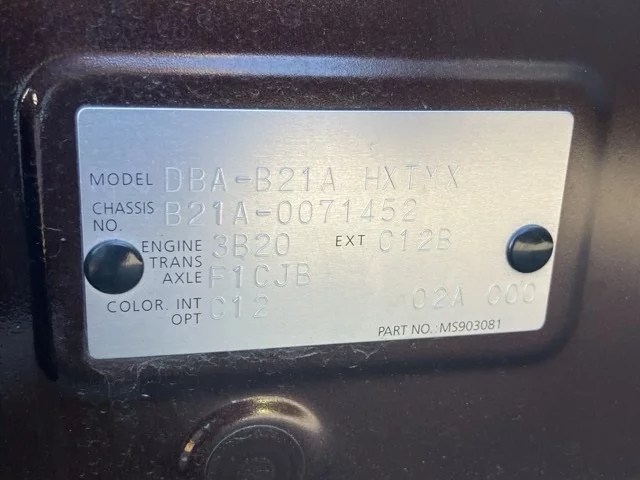 MODEL DBA-B21A HXTYX
CHASSIS NO. B21A-0071452
ENGINE 3B20 EXT C12B
TRANS AXLE F1CJB
COLOR. INT C12
OPT 02A C00
PART NO.: MS903081